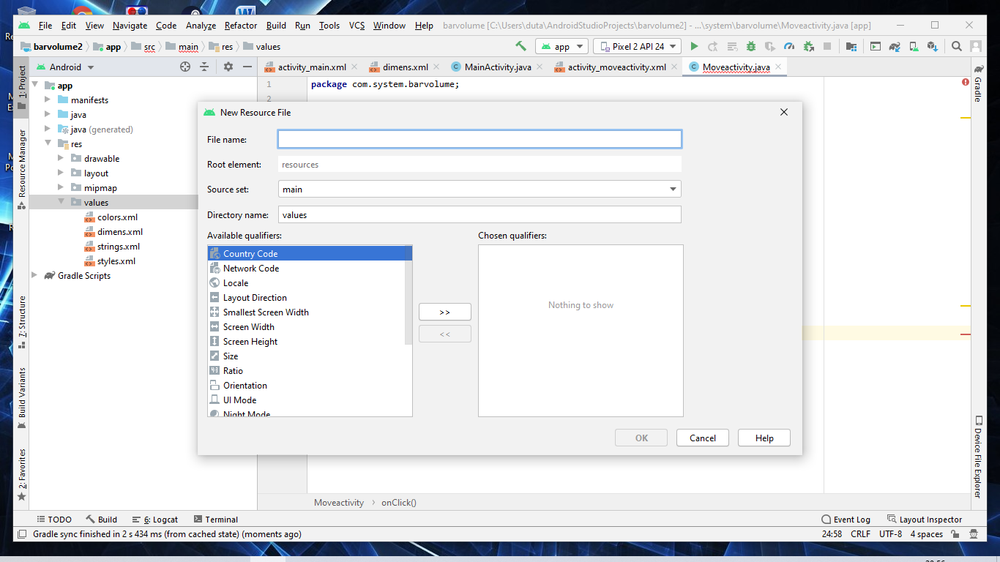 File Edit View Navigate Code Analyze Refactor Build Run Tools VCS Window Help barvolume [C:\Users\duta\AndroidStudioProjects\barvolume2] - ...\system\barvolume\Moveactivity.java [app]
barvolume2 app src main res values app Pixel 2 API 24
Android activity_main.xml dimens.xml MainActivity.java activity_moveactivity.xml Moveactivity.java
1: Project
Resource Manager
7: Structure
Build Variants
2: Favorites
app
manifests
java
java (generated)
res
drawable
layout
mipmap
values
colors.xml
dimens.xml
strings.xml
styles.xml
Gradle Scripts
1 package com.system.barvolume;
2
New Resource File
File name:
Root element: resources
Source set: main
Directory name: values
Available qualifiers: Chosen qualifiers:
Country Code
Network Code
Locale
Layout Direction
Smallest Screen Width
Screen Width
Screen Height
Size
Ratio
Orientation
UI Mode
Night Mode
>>
<<
Nothing to show
OK Cancel Help
Moveactivity onClick()
Gradle
Device File Explorer
TODO Build 6: Logcat Terminal Event Log Layout Inspector
Gradle sync finished in 2 s 434 ms (from cached state) (moments ago) 24:58 CRLF UTF-8 4 spaces